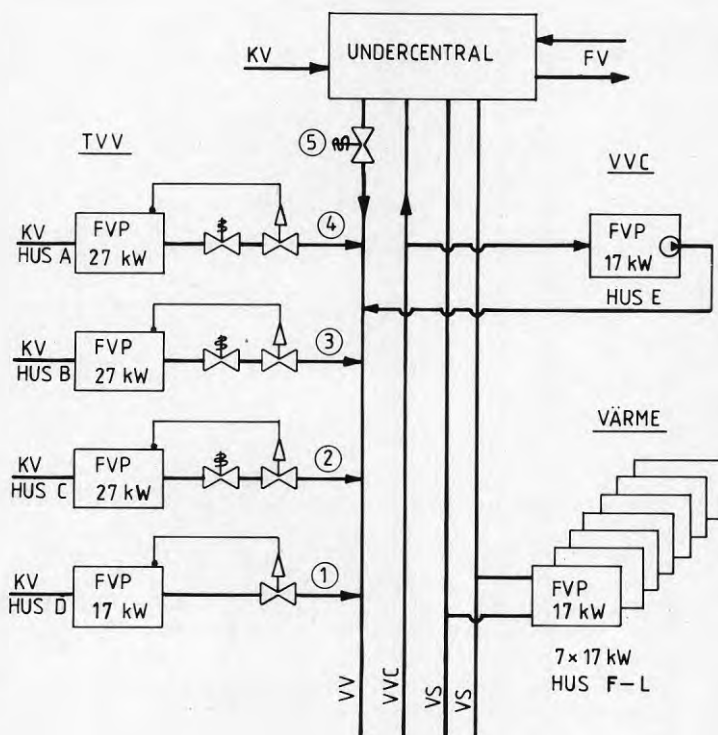 UNDERCENTRAL
KV
FV
TVV
5
VVC
4
KV
HUS A
FVP
27 kW
FVP
17 kW
HUS E
3
KV
HUS B
FVP
27 kW
VÄRME
2
KV
HUS C
FVP
27 kW
1
KV
HUS D
FVP
17 kW
FVP
17 kW
7 × 17 kW
HUS F-L
VV
VVC
VS
VS